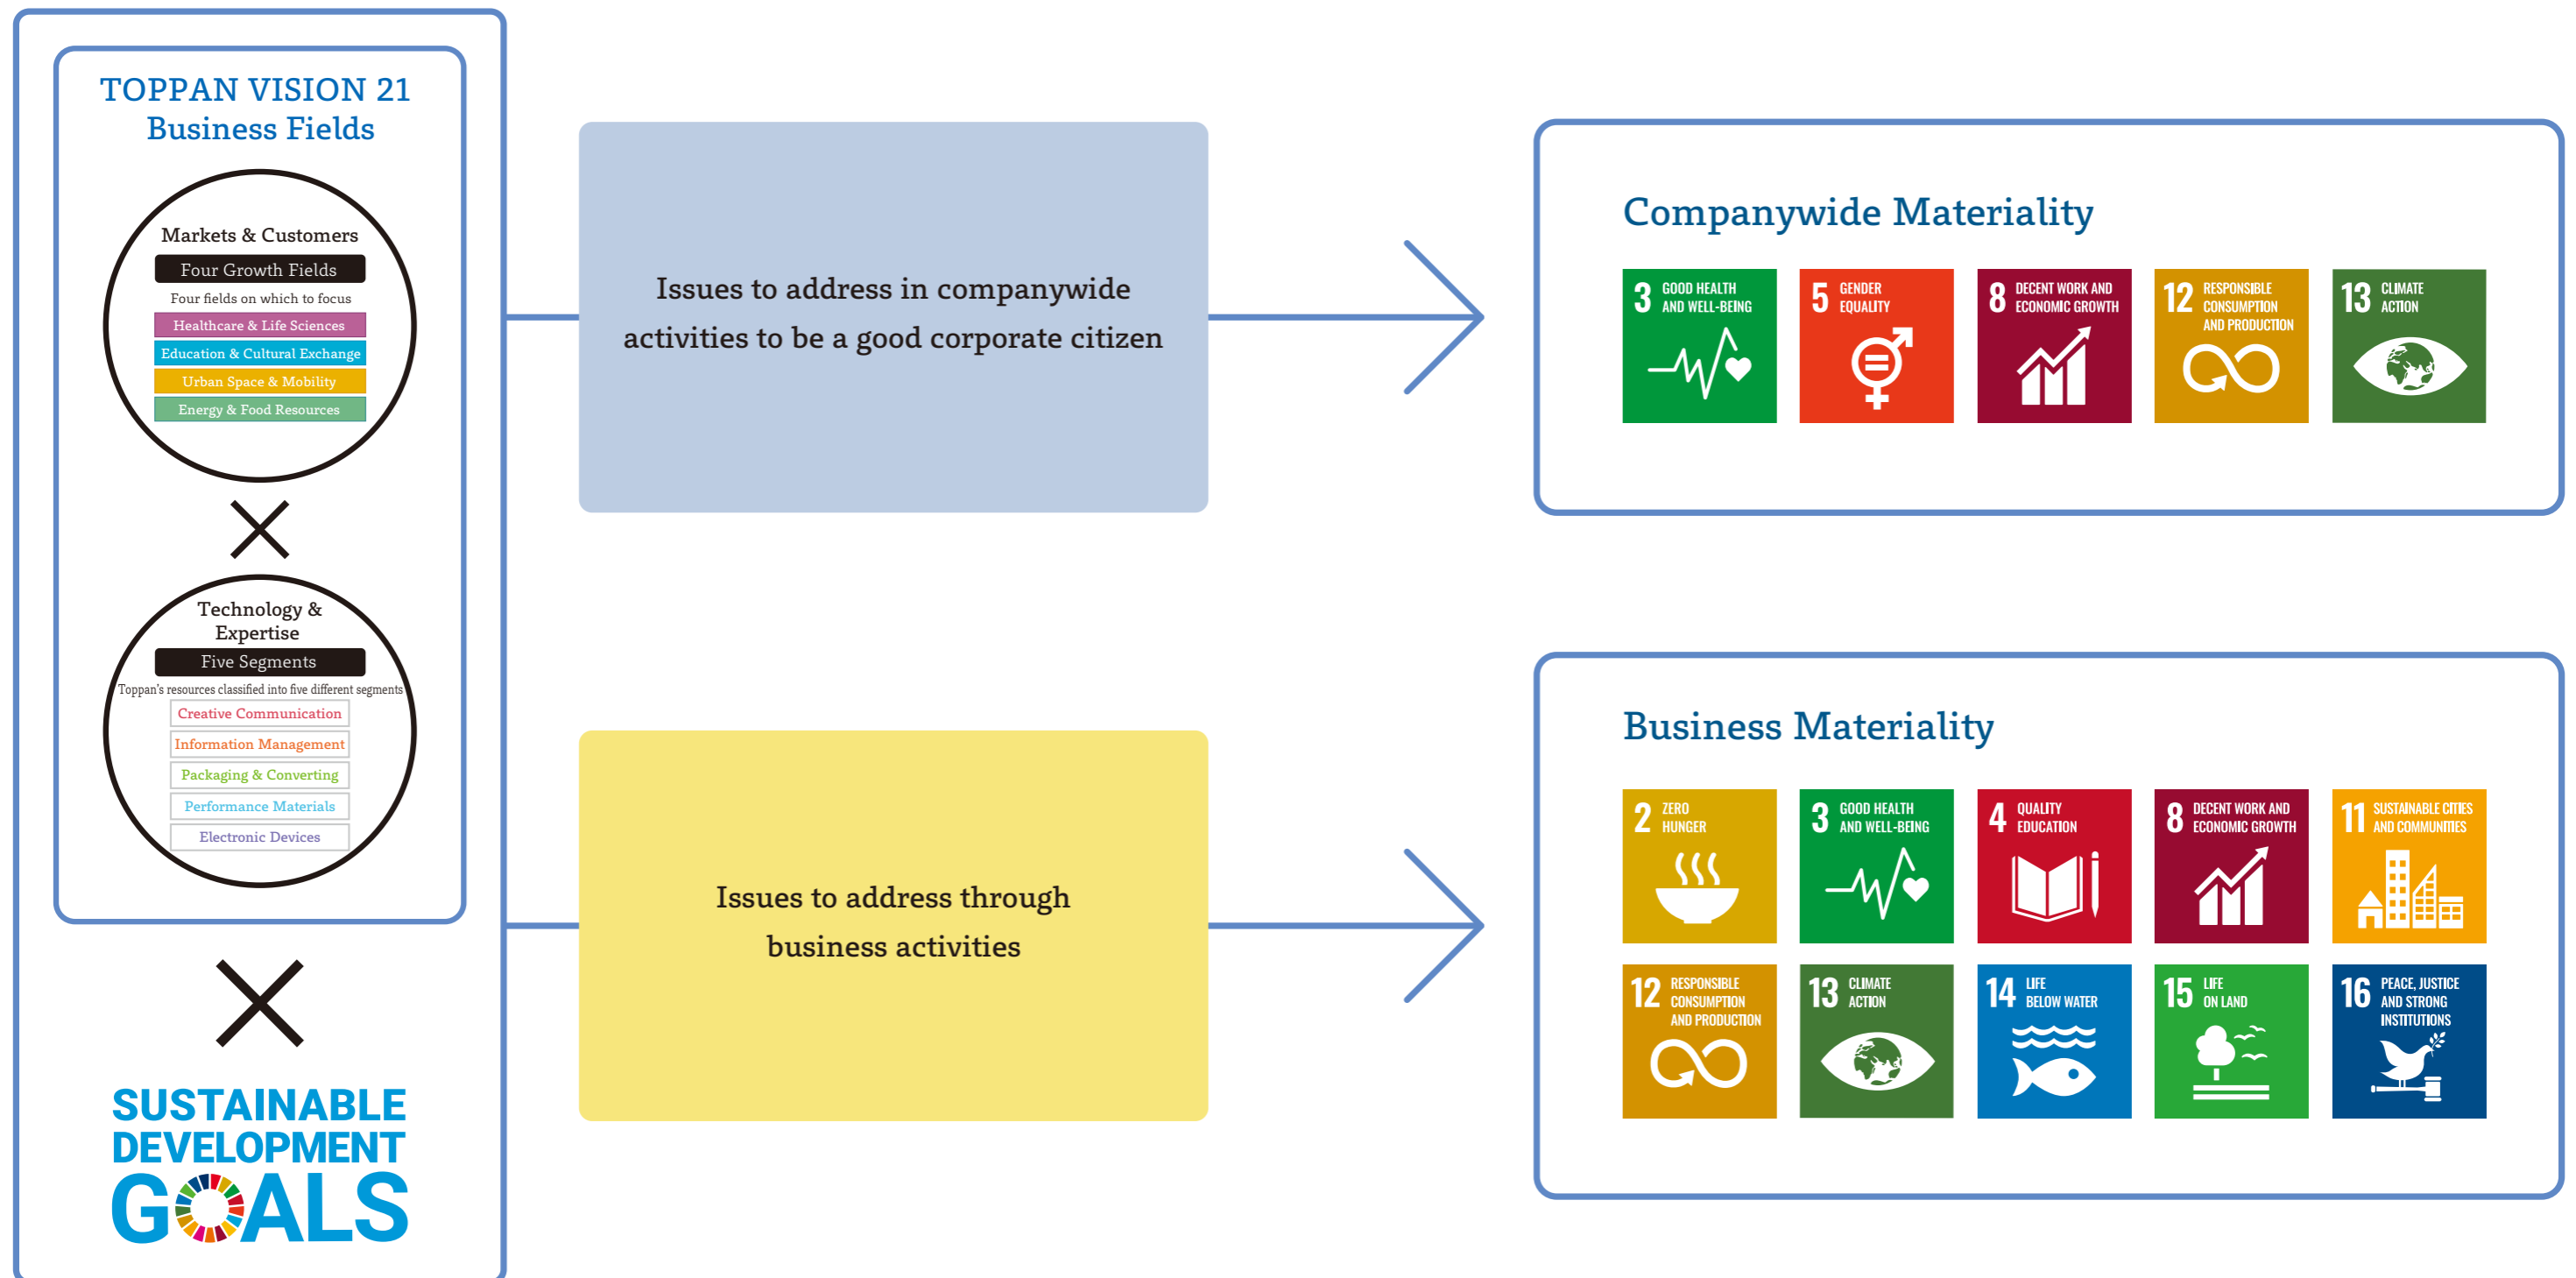 TOPPAN VISION 21
Business Fields
Markets & Customers
Four Growth Fields
Four fields on which to focus
Healthcare & Life Sciences
Education & Cultural Exchange
Urban Space & Mobility
Energy & Food Resources
Technology &
Expertise
Five Segments
Toppan's resources classified into five different segments
Creative Communication
Information Management
Packaging & Converting
Performance Materials
Electronic Devices
SUSTAINABLE
DEVELOPMENT
GOALS
Issues to address in companywide
activities to be a good corporate citizen
Companywide Materiality
3 GOOD HEALTH
AND WELL-BEING
5 GENDER
EQUALITY
8 DECENT WORK AND
ECONOMIC GROWTH
12 RESPONSIBLE
CONSUMPTION
AND PRODUCTION
13 CLIMATE
ACTION
Issues to address through
business activities
Business Materiality
2 ZERO
HUNGER
3 GOOD HEALTH
AND WELL-BEING
4 QUALITY
EDUCATION
8 DECENT WORK AND
ECONOMIC GROWTH
11 SUSTAINABLE CITIES
AND COMMUNITIES
12 RESPONSIBLE
CONSUMPTION
AND PRODUCTION
13 CLIMATE
ACTION
14 LIFE
BELOW WATER
15 LIFE
ON LAND
16 PEACE, JUSTICE
AND STRONG
INSTITUTIONS